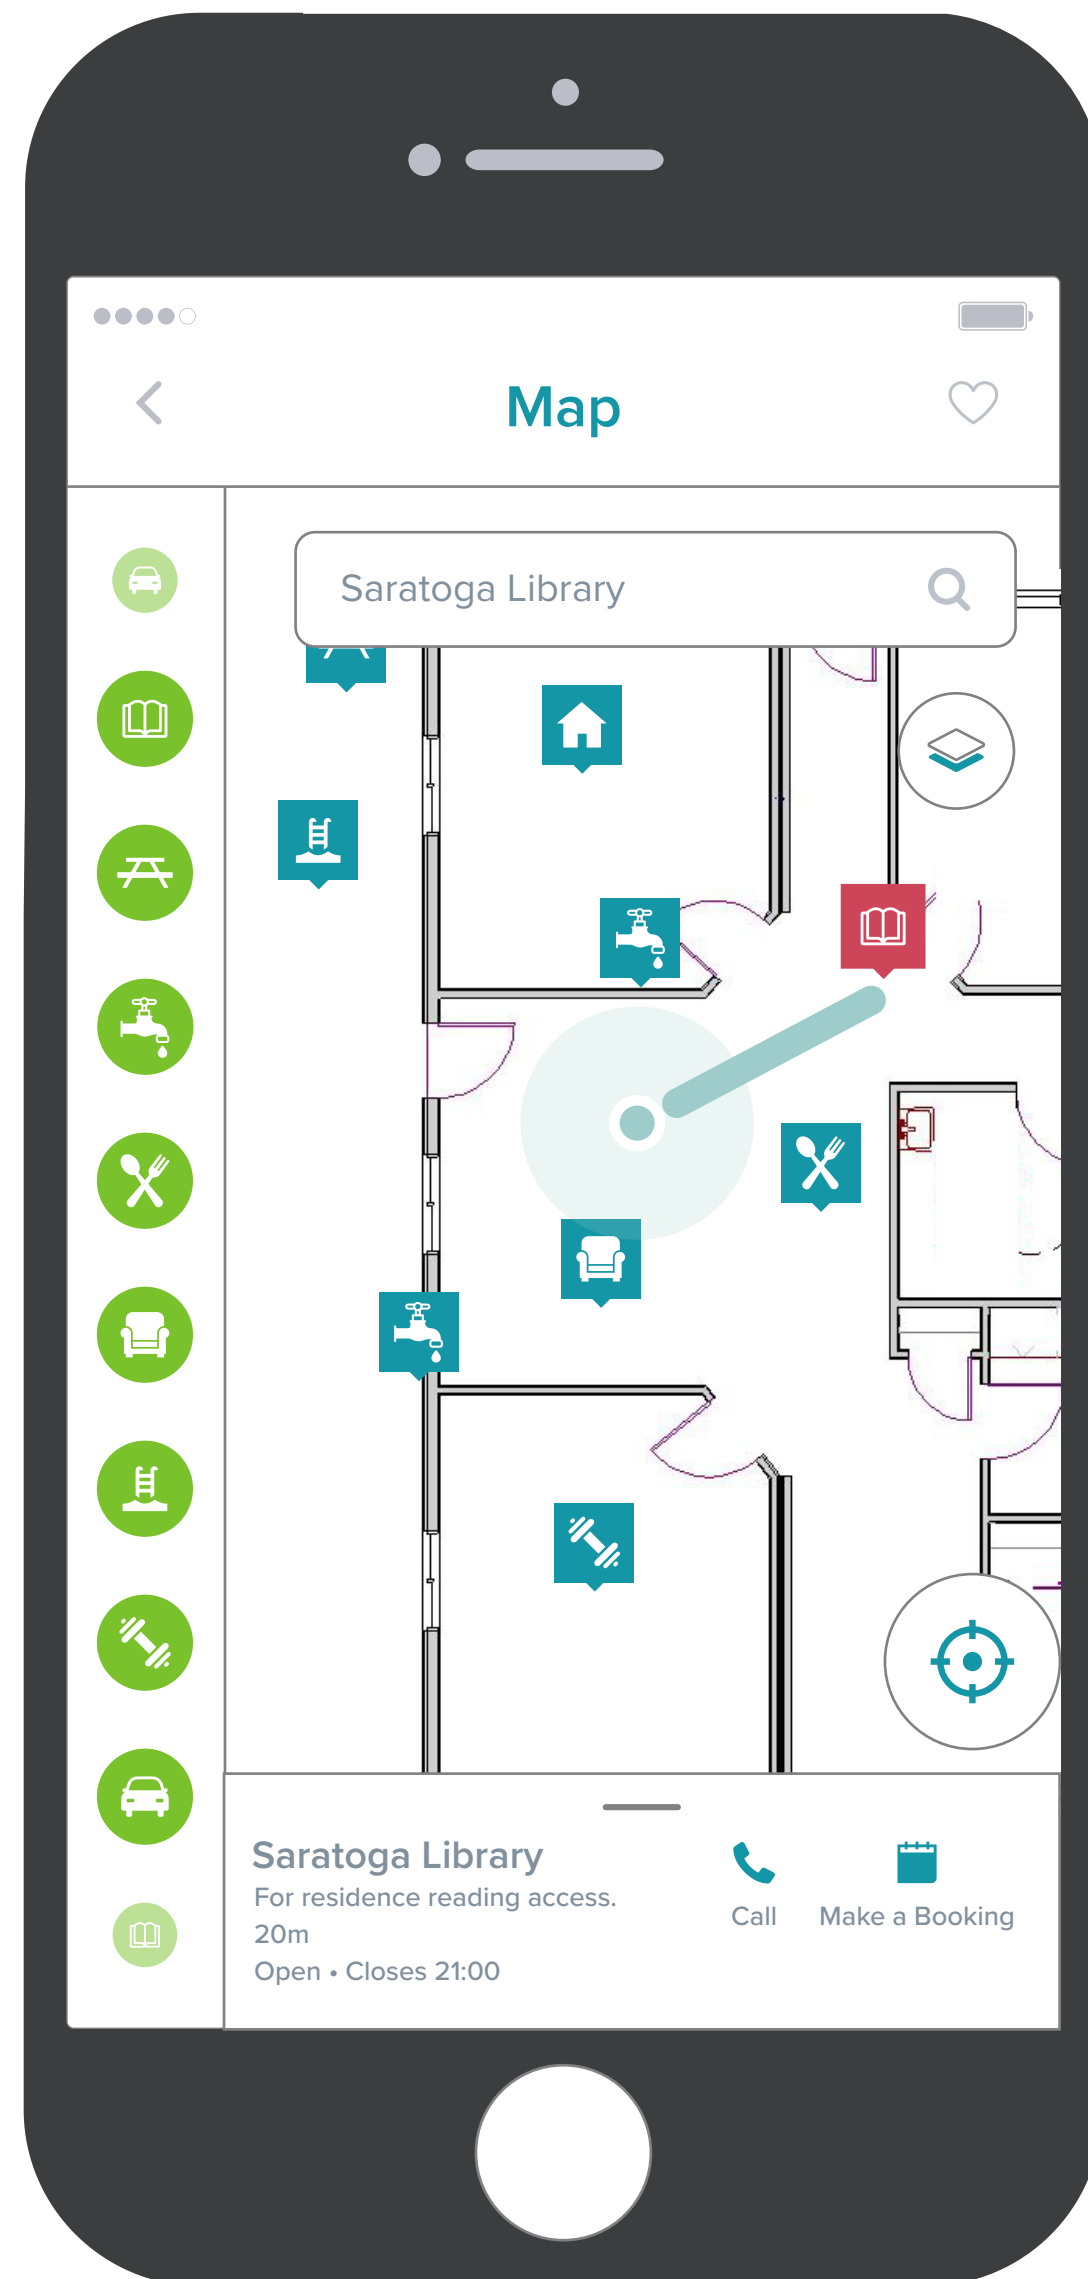 Map
Saratoga Library
Saratoga Library
For residence reading access.
20m
Open • Closes 21:00
Call
Make a Booking